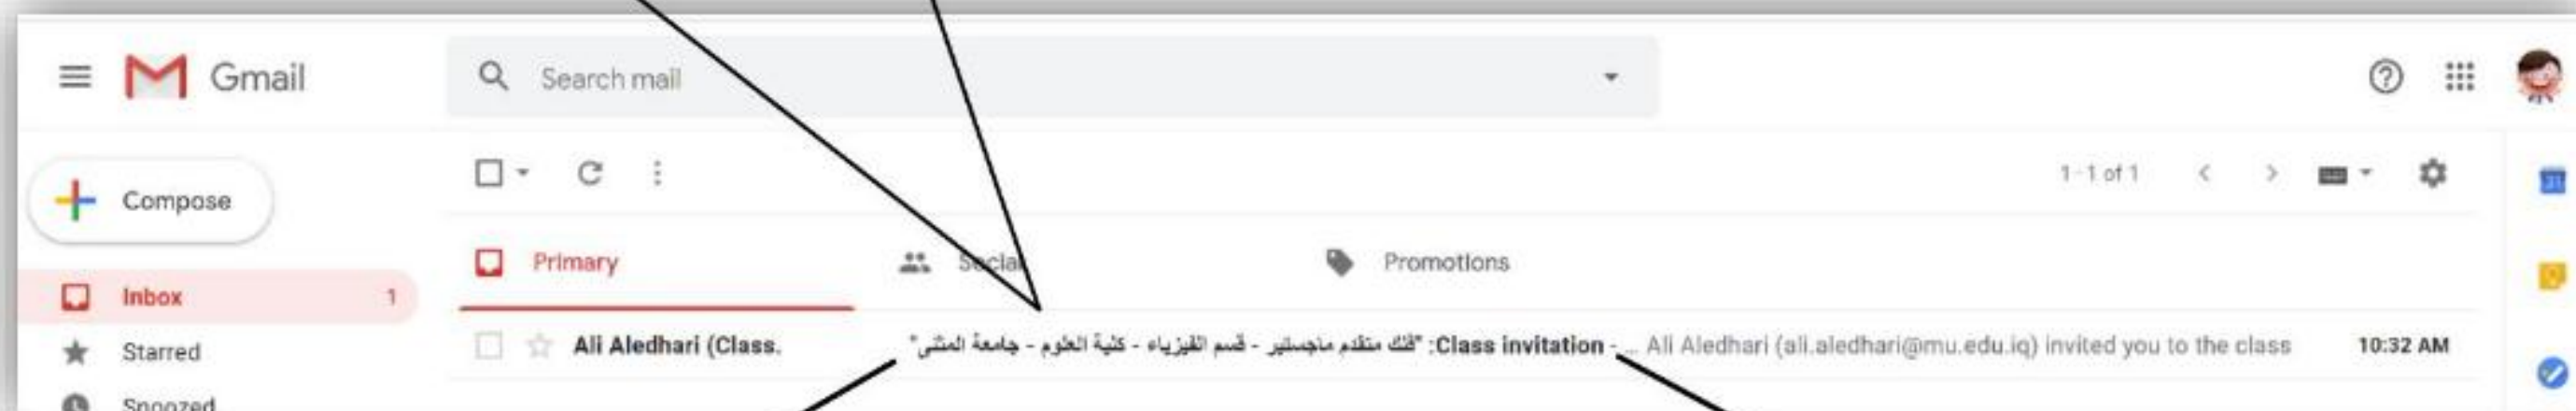 Gmail
Search mail
Compose
1-1 of 1
31
Primary
Social
Promotions
Inbox 1
Ali Aledhari (Class. Class invitation: "فلك متقدم ماجستير - قسم الفيزياء - كلية العلوم - جامعة المثنى" - ... Ali Aledhari (ali.aledhari@mu.edu.iq) invited you to the class 10:32 AM
Starred
Snoozed